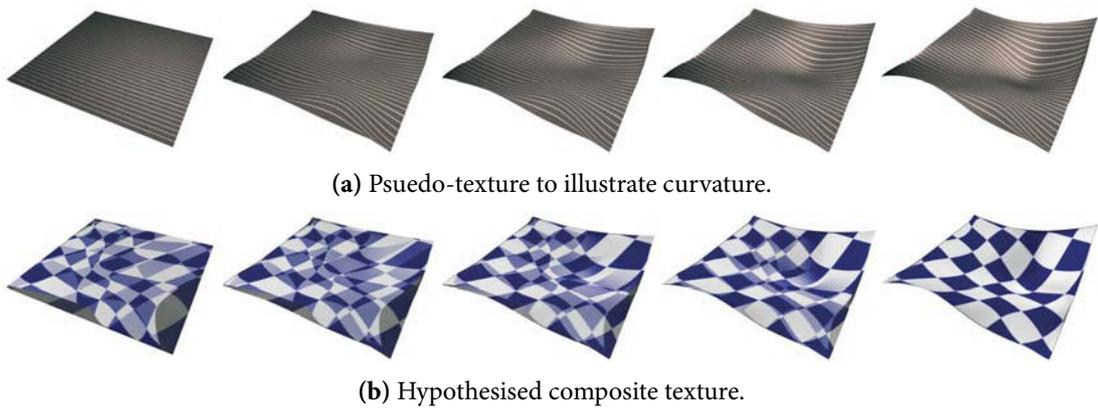 (a) Psuedo-texture to illustrate curvature.
(b) Hypothesised composite texture.